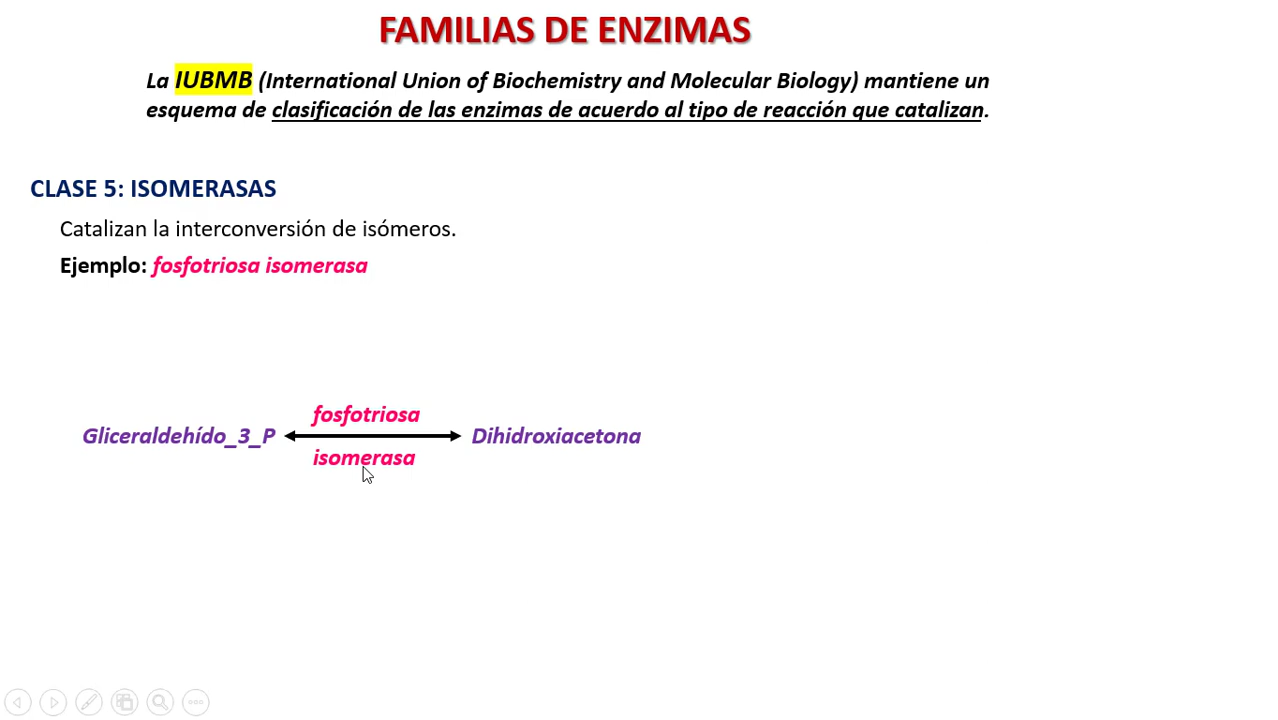 FAMILIAS DE ENZIMAS
La IUBMB (International Union of Biochemistry and Molecular Biology) mantiene un
esquema de clasificación de las enzimas de acuerdo al tipo de reacción que catalizan.
CLASE 5: ISOMERASAS
Catalizan la interconversión de isómeros.
Ejemplo: fosfotriosa isomerasa
fosfotriosa
Gliceraldehído_3_P
Dihidroxiacetona
isomerasa